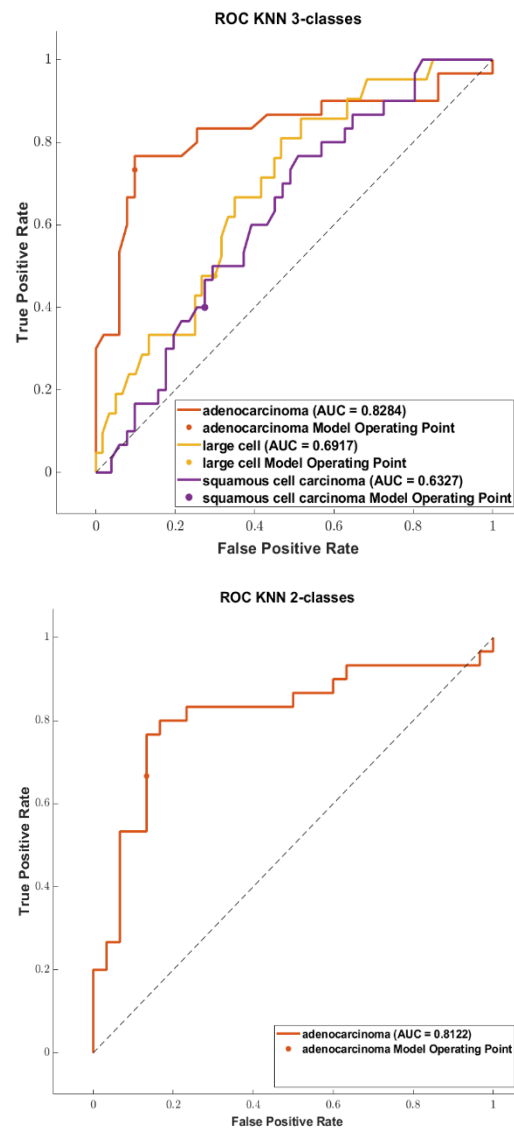 ROC KNN 3-classes
1
0.8
0.6
0.4
0.2
0
True Positive Rate
adenocarcinoma (AUC = 0.8284)
adenocarcinoma Model Operating Point
large cell (AUC = 0.6917)
large cell Model Operating Point
squamous cell carcinoma (AUC = 0.6327)
squamous cell carcinoma Model Operating Point
0 0.2 0.4 0.6 0.8 1
False Positive Rate
ROC KNN 2-classes
1
0.8
0.6
0.4
0.2
0
True Positive Rate
adenocarcinoma (AUC = 0.8122)
adenocarcinoma Model Operating Point
0 0.2 0.4 0.6 0.8 1
False Positive Rate